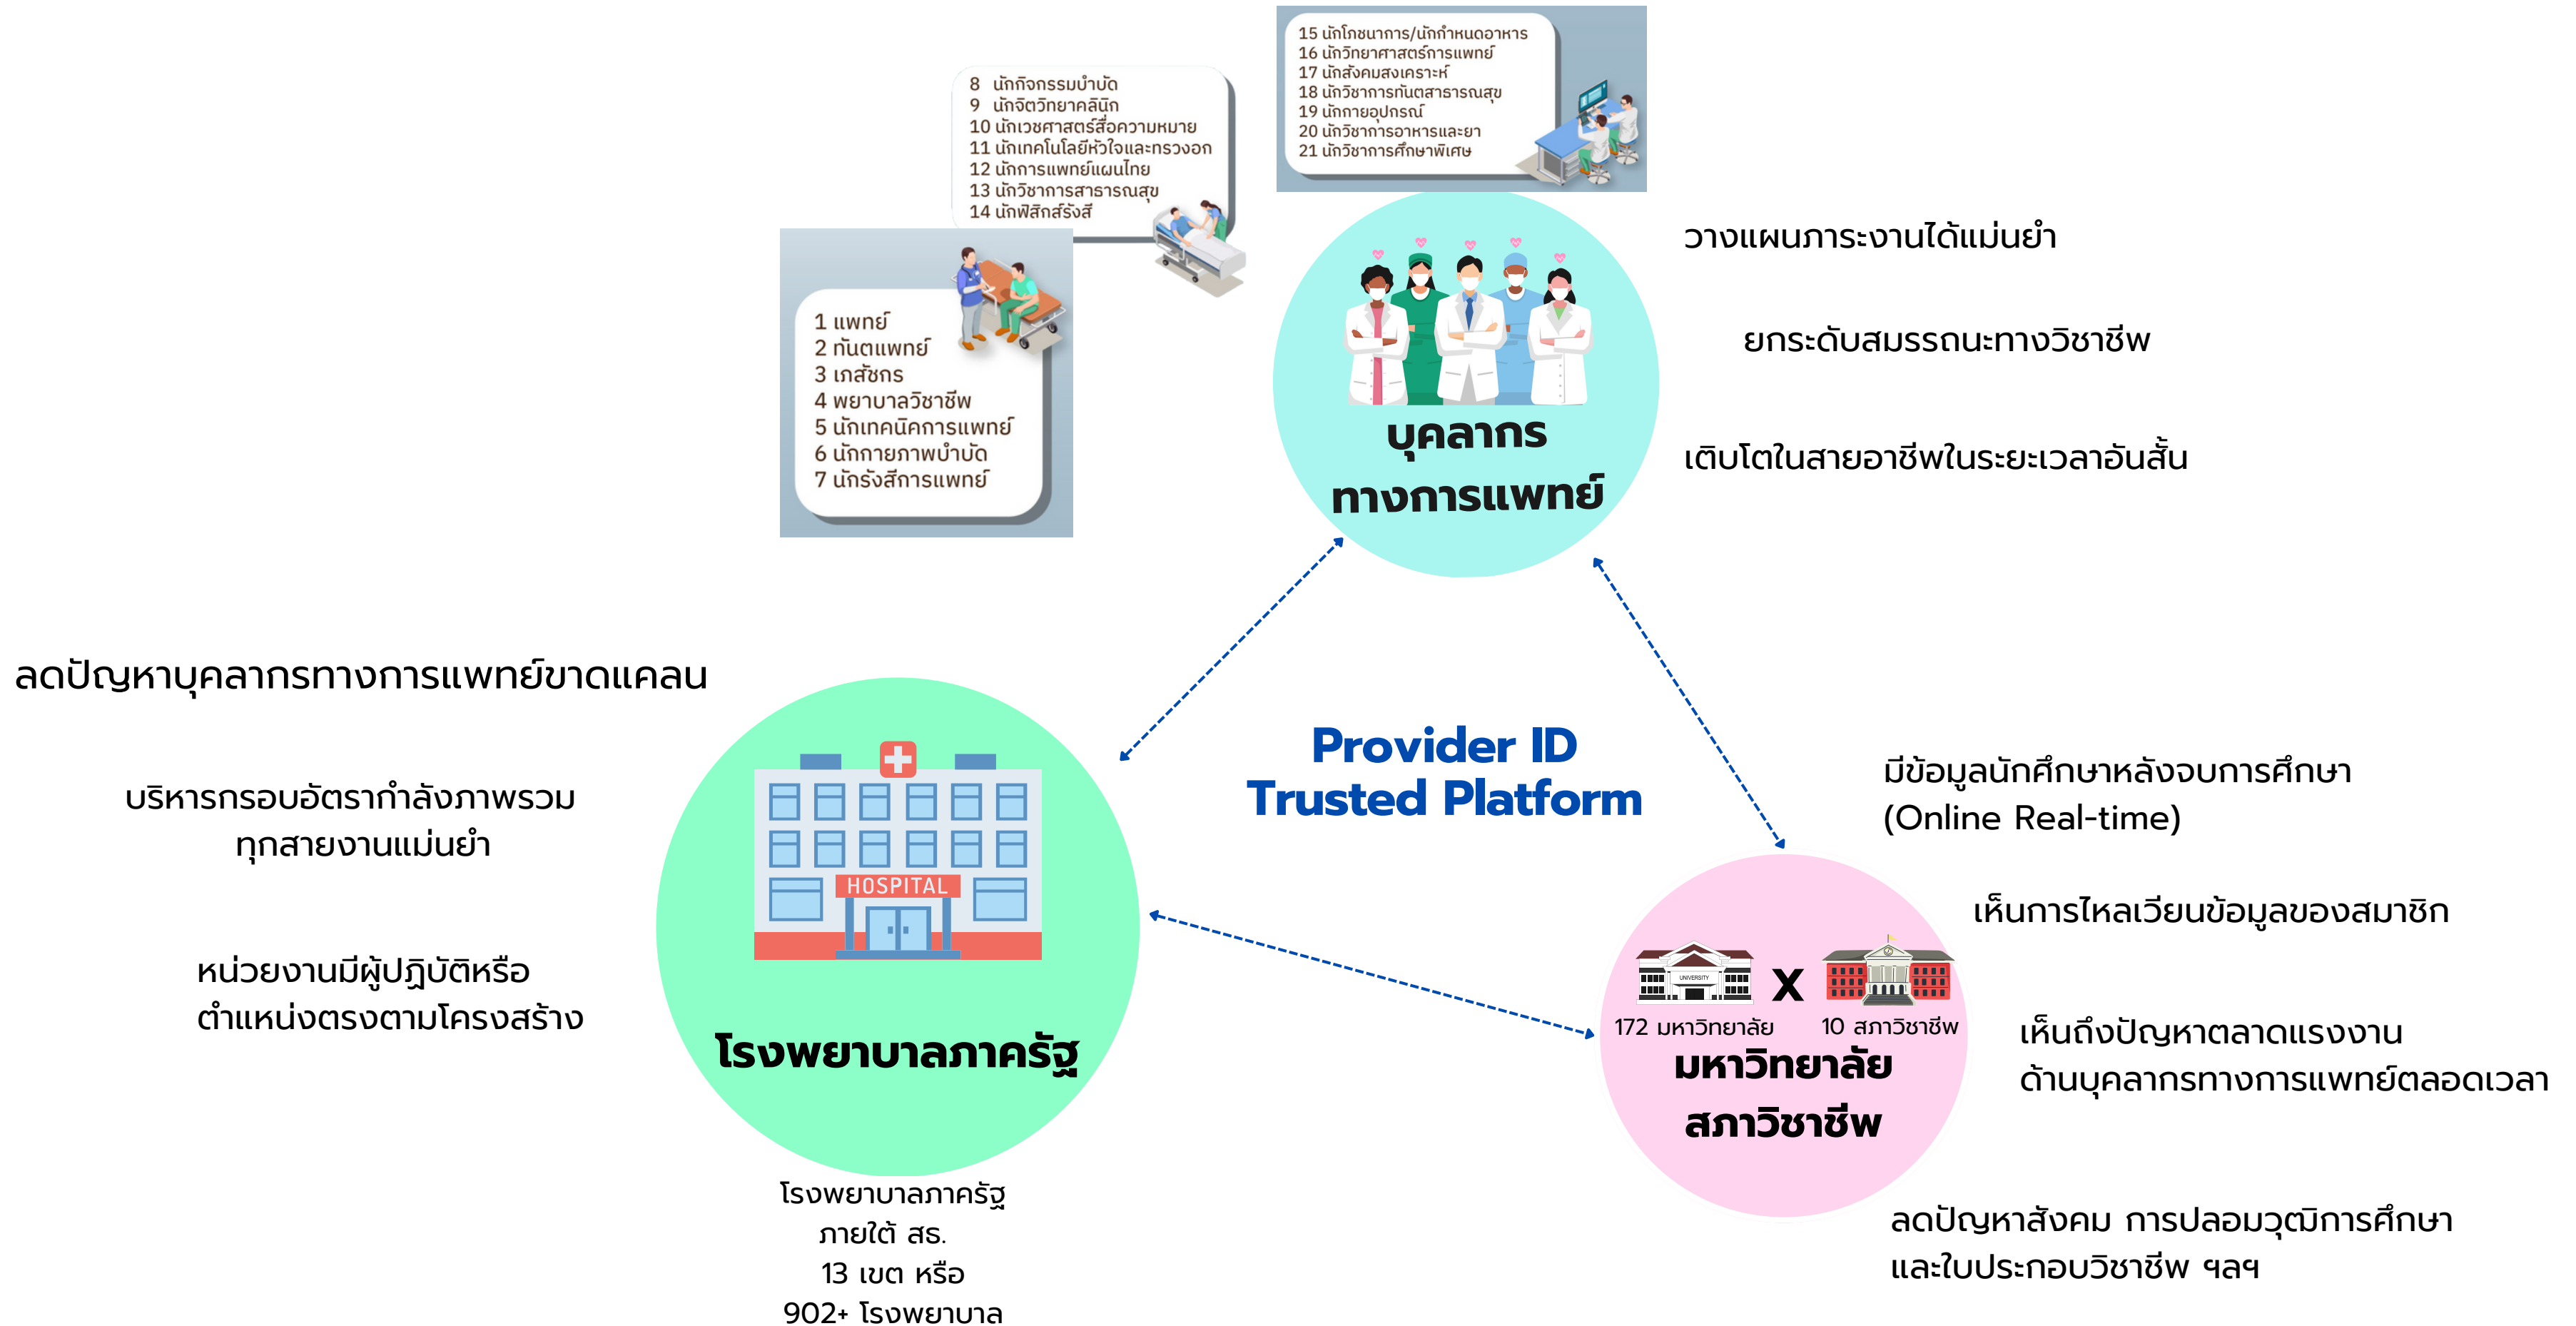 15 นักโภชนาการ/นักกำหนดอาหาร
16 นักวิทยาศาสตร์การแพทย์
17 นักสังคมสงเคราะห์
18 นักวิชาการทันตสาธารณสุข
19 นักกายอุปกรณ์
20 นักวิชาการอาหารและยา
21 นักวิชาการศึกษาพิเศษ
8 นักกิจกรรมบำบัด
9 นักจิตวิทยาคลินิก
10 นักเวชศาสตร์สื่อความหมาย
11 นักเทคโนโลยีหัวใจและทรวงอก
12 นักการแพทย์แผนไทย
13 นักวิชาการสาธารณสุข
14 นักฟิสิกส์รังสี
1 แพทย์
2 ทันตแพทย์
3 เภสัชกร
4 พยาบาลวิชาชีพ
5 นักเทคนิคการแพทย์
6 นักกายภาพบำบัด
7 นักรังสีการแพทย์
บุคลากร
ทางการแพทย์
วางแผนภาระงานได้แม่นยำ
ยกระดับสมรรถนะทางวิชาชีพ
เติบโตในสายอาชีพในระยะเวลาอันสั้น
Provider ID
Trusted Platform
ลดปัญหาบุคลากรทางการแพทย์ขาดแคลน
บริหารกรอบอัตรากำลังภาพรวม
ทุกสายงานแม่นยำ
หน่วยงานมีผู้ปฏิบัติหรือ
ตำแหน่งตรงตามโครงสร้าง
HOSPITAL
โรงพยาบาลภาครัฐ
โรงพยาบาลภาครัฐ
ภายใต้ สธ.
13 เขต หรือ
902+ โรงพยาบาล
มีข้อมูลนักศึกษาหลังจบการศึกษา
(Online Real-time)
เห็นการไหลเวียนข้อมูลของสมาชิก
เห็นถึงปัญหาตลาดแรงงาน
ด้านบุคลากรทางการแพทย์ตลอดเวลา
UNIVERSITY
X
172 มหาวิทยาลัย
10 สภาวิชาชีพ
มหาวิทยาลัย
สภาวิชาชีพ
ลดปัญหาสังคม การปลอมวุฒิการศึกษา
และใบประกอบวิชาชีพ ฯลฯ